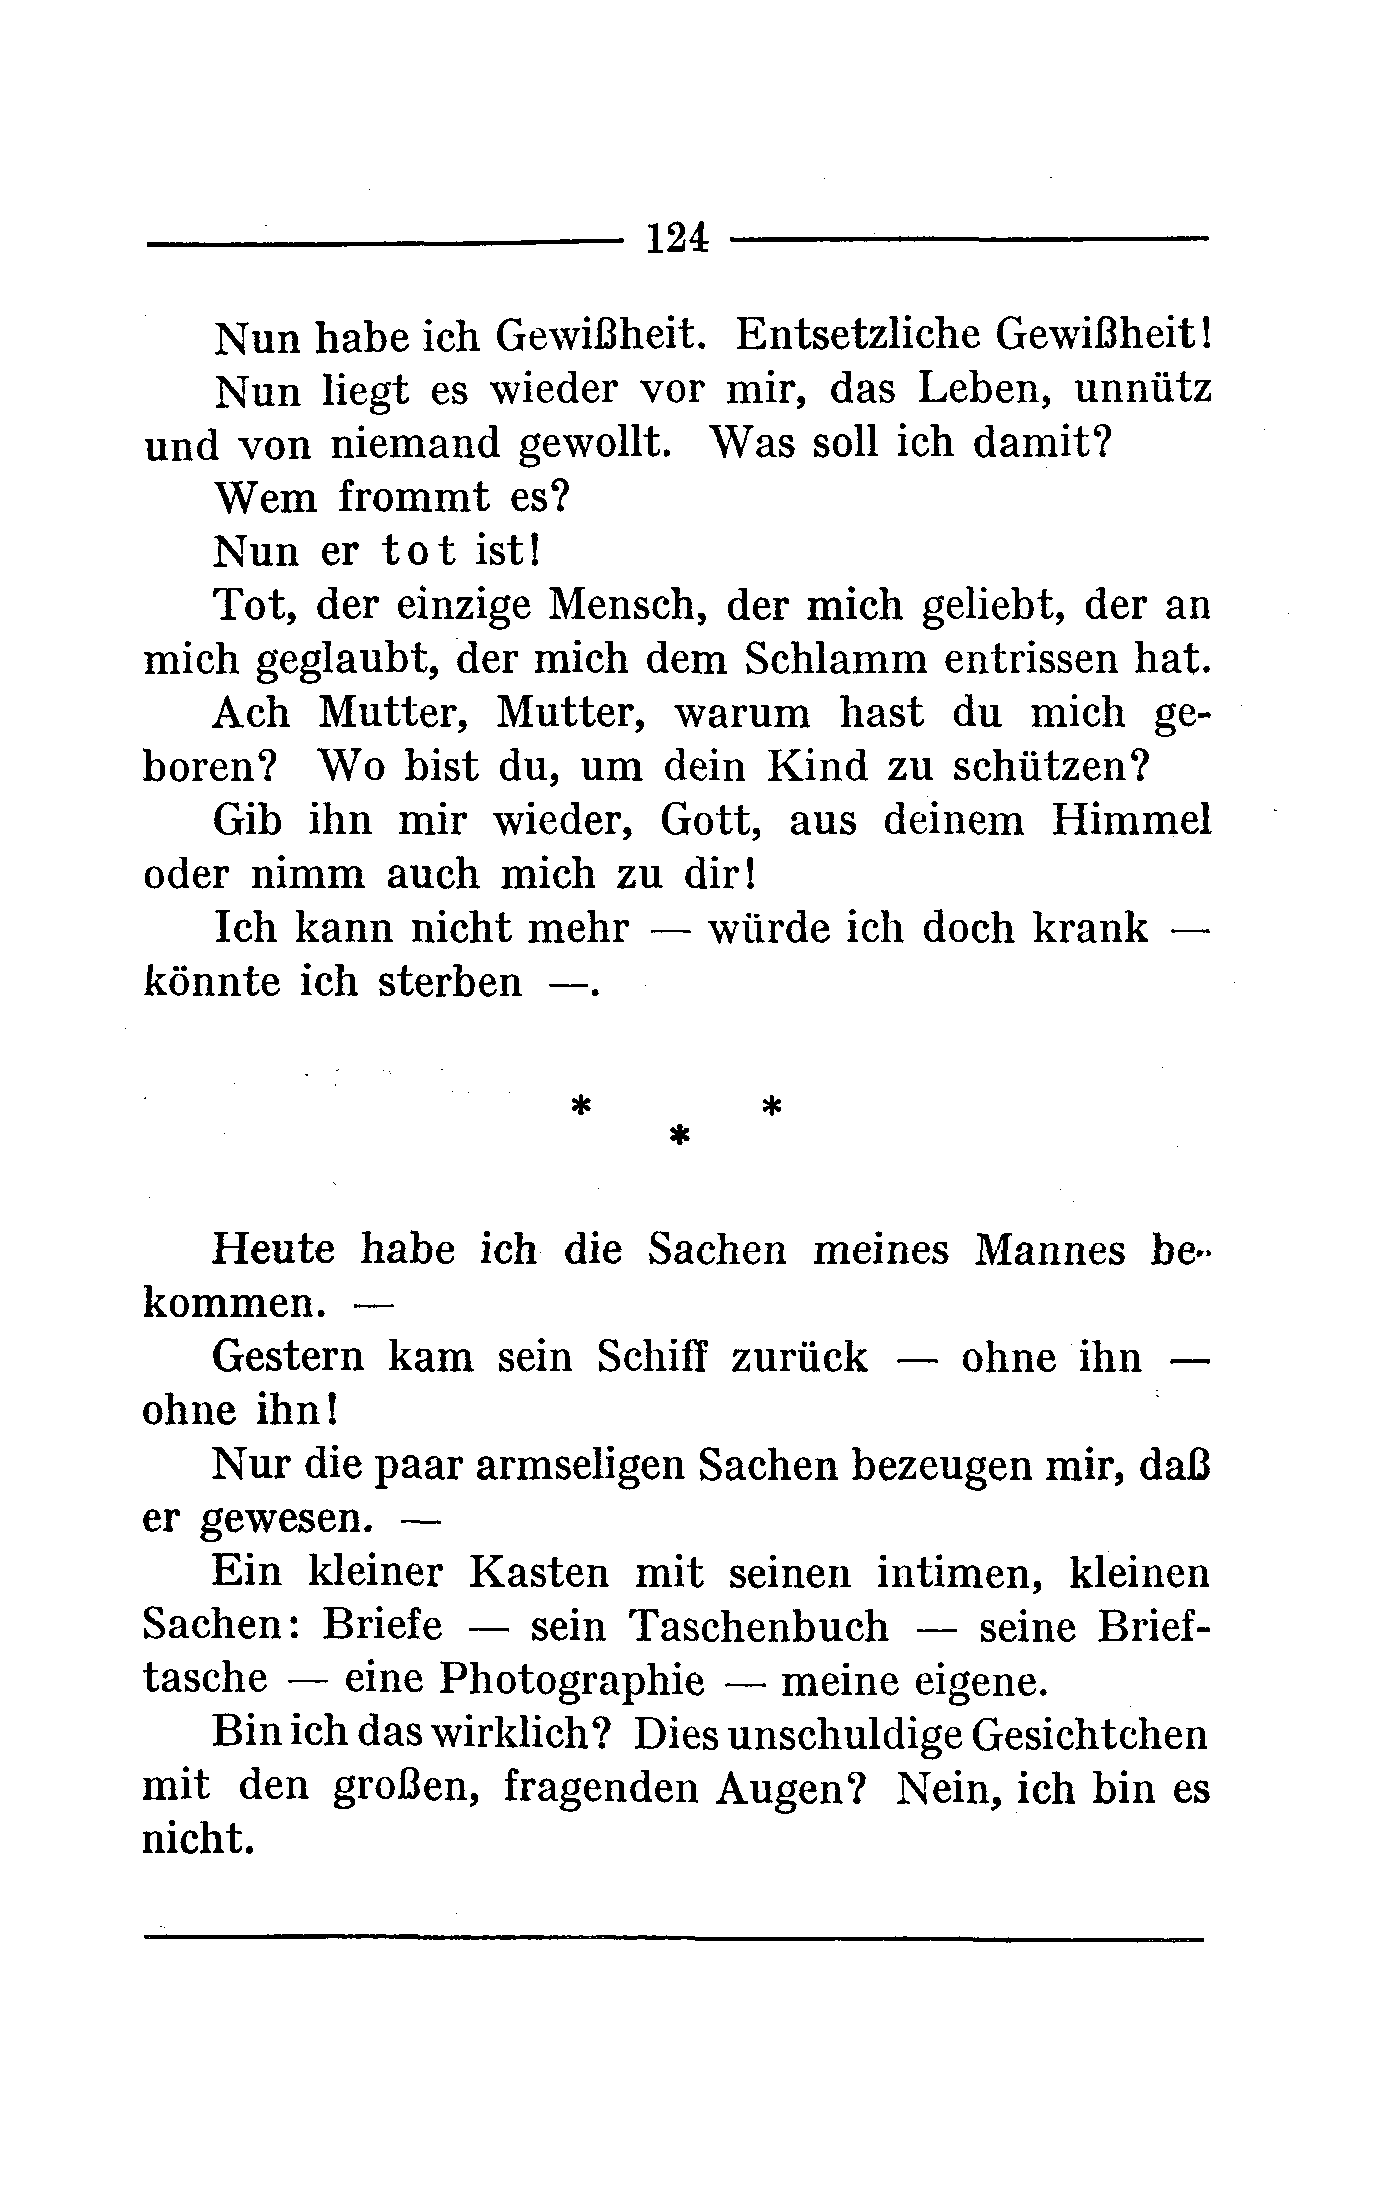 124
Nun habe ich Gewißheit. Entsetzliche Gewißheit!
Nun liegt es wieder vor mir, das Leben, unnütz
und von niemand gewollt. Was soll ich damit?
Wem frommt es?
Nun er tot ist!
Tot, der einzige Mensch, der mich geliebt, der an
mich geglaubt, der mich dem Schlamm entrissen hat.
Ach Mutter, Mutter, warum hast du mich ge-
boren? Wo bist du, um dein Kind zu schützen?
Gib ihn mir wieder, Gott, aus deinem Himmel
oder nimm auch mich zu dir!
Ich kann nicht mehr — würde ich doch krank —
könnte ich sterben —.
* *
*
Heute habe ich die Sachen meines Mannes be-
kommen. —
Gestern kam sein Schiff zurück — ohne ihn —
ohne ihn!
Nur die paar armseligen Sachen bezeugen mir, daß
er gewesen. —
Ein kleiner Kasten mit seinen intimen, kleinen
Sachen: Briefe — sein Taschenbuch — seine Brief-
tasche — eine Photographie — meine eigene.
Bin ich das wirklich? Dies unschuldige Gesichtchen
mit den großen, fragenden Augen? Nein, ich bin es
nicht.